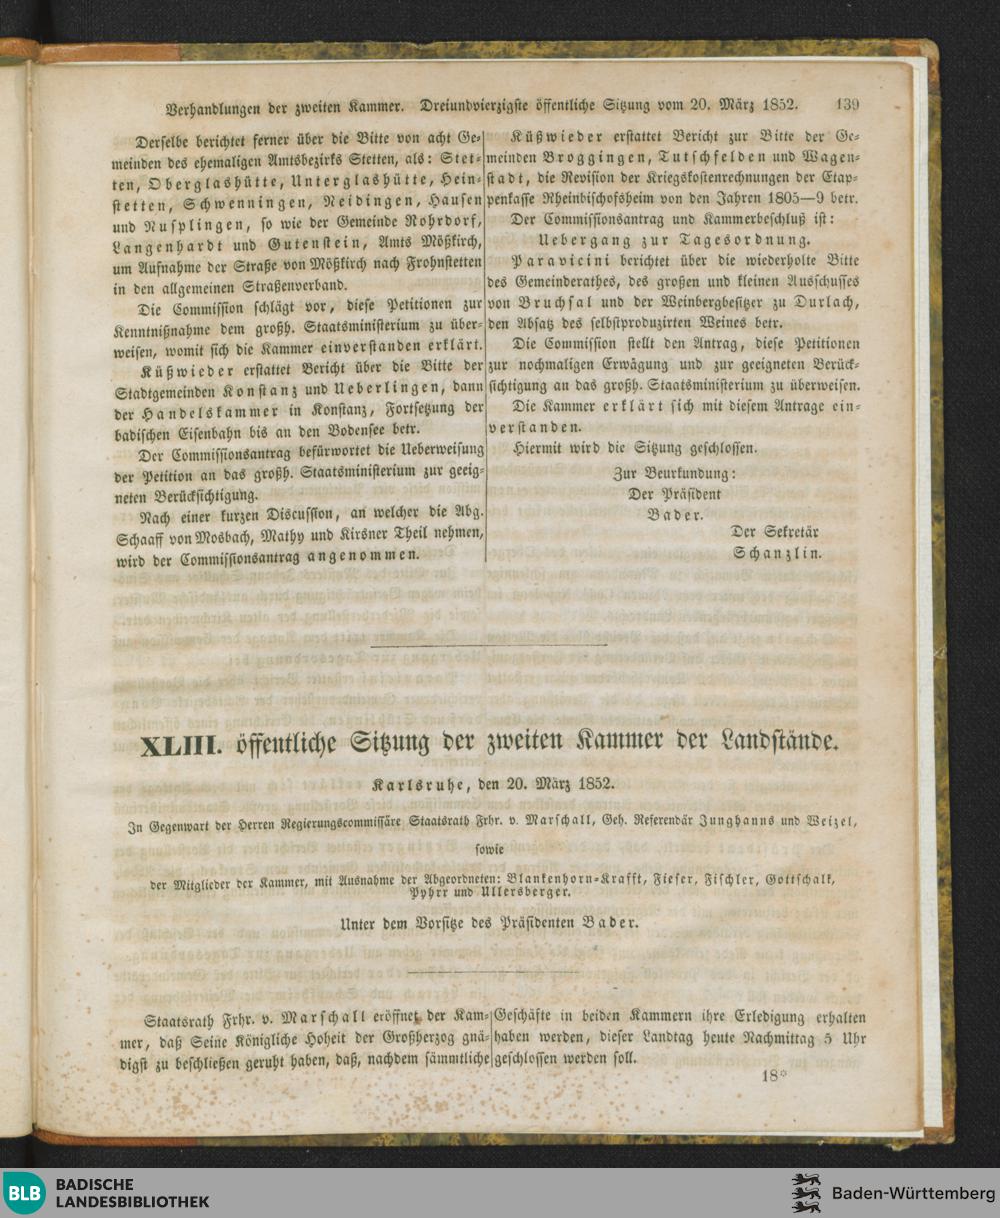 Verhandlungen der zweiten Kammer. Dreiundvierzigste öffentliche Sitzung vom 20. März 1852. 139
Derselbe berichtet ferner über die Bitte von acht Ge-
meinden des ehemaligen Amtsbezirks Stetten, als: Stet-
ten, Oberglashütte, Unterglashütte, Hein-
stetten, Schwenningen, Neidingen, Hausen
und Nusplingen, so wie der Gemeinde Rohrdorf,
Langenhardt und Gutenstein, Amts Mößkirch,
um Aufnahme der Straße von Mößkirch nach Frohnstetten
in den allgemeinen Straßenverband.
Die Commission schlägt vor, diese Petitionen zur
Kenntnißnahme dem großh. Staatsministerium zu über-
weisen, womit sich die Kammer einverstanden erklärt.
Küßwieder erstattet Bericht über die Bitte der
Stadtgemeinden Konstanz und Ueberlingen, dann
der Handelskammer in Konstanz, Fortsetzung der
badischen Eisenbahn bis an den Bodensee betr.
Der Commissionsantrag befürwortet die Ueberweisung
der Petition an das großh. Staatsministerium zur geeig-
neten Berücksichtigung.
Nach einer kurzen Discussion, an welcher die Abg.
Schaaff von Mosbach, Mathy und Kirsner Theil nehmen,
wird der Commissionsantrag angenommen.
Küßwieder erstattet Bericht zur Bitte der Ge-
meinden Broggingen, Tutschfelden und Wagen-
stadt, die Revision der Kriegskostenrechnungen der Etap-
penkasse Rheinbischofsheim von den Jahren 1805—9 betr.
Der Commissionsantrag und Kammerbeschluß ist:
Uebergang zur Tagesordnung.
Paravicini berichtet über die wiederholte Bitte
des Gemeinderathes, des großen und kleinen Ausschusses
von Bruchsal und der Weinbergbesitzer zu Durlach,
den Absatz des selbstproduzirten Weines betr.
Die Commission stellt den Antrag, diese Petitionen
zur nochmaligen Erwägung und zur geeigneten Berück-
sichtigung an das großh. Staatsministerium zu überweisen.
Die Kammer erklärt sich mit diesem Antrage ein-
verstanden.
Hiermit wird die Sitzung geschlossen.
Zur Beurkundung:
Der Präsident
Bader.
Der Sekretär
Schanzlin.
XLIII. öffentliche Sitzung der zweiten Kammer der Landstände.
Karlsruhe, den 20. März 1852.
In Gegenwart der Herren Regierungscommissäre Staatsrath Frhr. v. Marschall, Geh. Referendär Junghanns und Weizel,
sowie
der Mitglieder der Kammer, mit Ausnahme der Abgeordneten: Blankenhorn-Krafft, Fieser, Fischler, Gottschalk,
Pyhrr und Ullersberger.
Unter dem Vorsitze des Präsidenten Bader.
Staatsrath Frhr. v. Marschall eröffnet der Kam-
mer, daß Seine Königliche Hoheit der Großherzog gnä-
digst zu beschließen geruht haben, daß, nachdem sämmtliche
Geschäfte in beiden Kammern ihre Erledigung erhalten
haben werden, dieser Landtag heute Nachmittag 5 Uhr
geschlossen werden soll.
18*
BLB
BADISCHE
LANDESBIBLIOTHEK
Baden-Württemberg